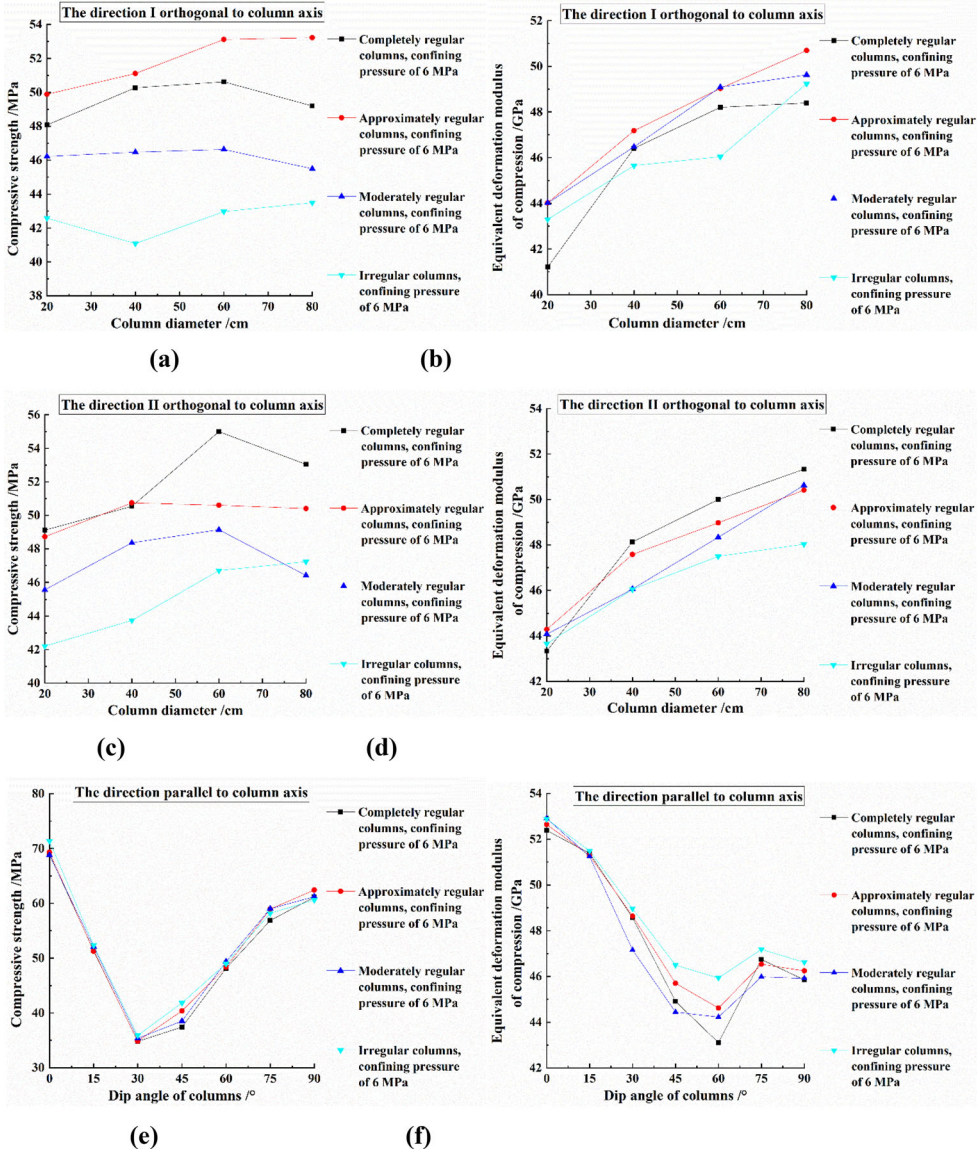 The direction I orthogonal to column axis
Compressive strength /MPa
54
53
52
51
50
49
48
47
46
45
44
43
42
41
40
39
38
20 30 40 50 60 70 80
Column diameter /cm
Completely regular
columns, confining
pressure of 6 MPa
Approximately regular
columns, confining
pressure of 6 MPa
Moderately regular
columns, confining
pressure of 6 MPa
Irregular columns,
confining pressure
of 6 MPa
(a)
The direction I orthogonal to column axis
Equivalent deformation modulus
of compression /GPa
52
50
48
46
44
42
40
20 30 40 50 60 70 80
Column diameter /cm
Completely regular
columns, confining
pressure of 6 MPa
Approximately regular
columns, confining
pressure of 6 MPa
Moderately regular
columns, confining
pressure of 6 MPa
Irregular columns,
confining pressure
of 6 MPa
(b)
The direction II orthogonal to column axis
Compressive strength /MPa
56
54
52
50
48
46
44
42
40
20 30 40 50 60 70 80
Column diameter /cm
Completely regular
columns, confining
pressure of 6 MPa
Approximately regular
columns, confining
pressure of 6 MPa
Moderately regular
columns, confining
pressure of 6 MPa
Irregular columns,
confining pressure
of 6 MPa
(c)
The direction II orthogonal to column axis
Equivalent deformation modulus
of compression /GPa
54
52
50
48
46
44
42
20 30 40 50 60 70 80
Column diameter /cm
Completely regular
columns, confining
pressure of 6 MPa
Approximately regular
columns, confining
pressure of 6 MPa
Moderately regular
columns, confining
pressure of 6 MPa
Irregular columns,
confining pressure
of 6 MPa
(d)
The direction parallel to column axis
Compressive strength /MPa
80
70
60
50
40
30
0 15 30 45 60 75 90
Dip angle of columns /°
Completely regular
columns, confining
pressure of 6 MPa
Approximately regular
columns, confining
pressure of 6 MPa
Moderately regular
columns, confining
pressure of 6 MPa
Irregular columns,
confining pressure
of 6 MPa
(e)
The direction parallel to column axis
Equivalent deformation modulus
of compression /GPa
54
53
52
51
50
49
48
47
46
45
44
43
42
0 15 30 45 60 75 90
Dip angle of columns /°
Completely regular
columns, confining
pressure of 6 MPa
Approximately regular
columns, confining
pressure of 6 MPa
Moderately regular
columns, confining
pressure of 6 MPa
Irregular columns,
confining pressure
of 6 MPa
(f)